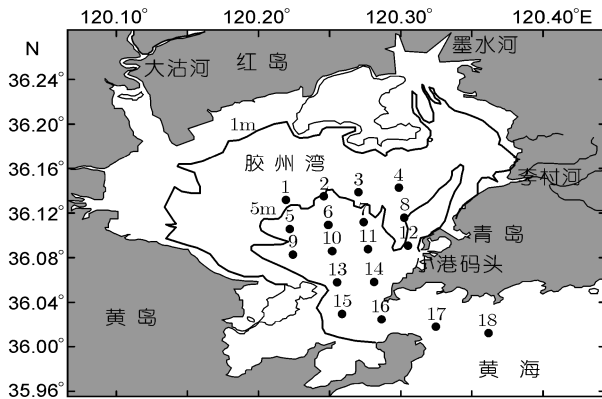 120.10° 120.20° 120.30° 120.40°E
N
墨水河
大沽河 红 岛
36.24°
36.20°
1m
36.16°
胶 州 湾
李村河
1 2 3 4
36.12°
5m
5 6 7 8
青 岛
9 10 11 12
36.08°
小港码头
13 14
36.04°
黄 岛
15 16 17 18
36.00°
黄 海
35.96°